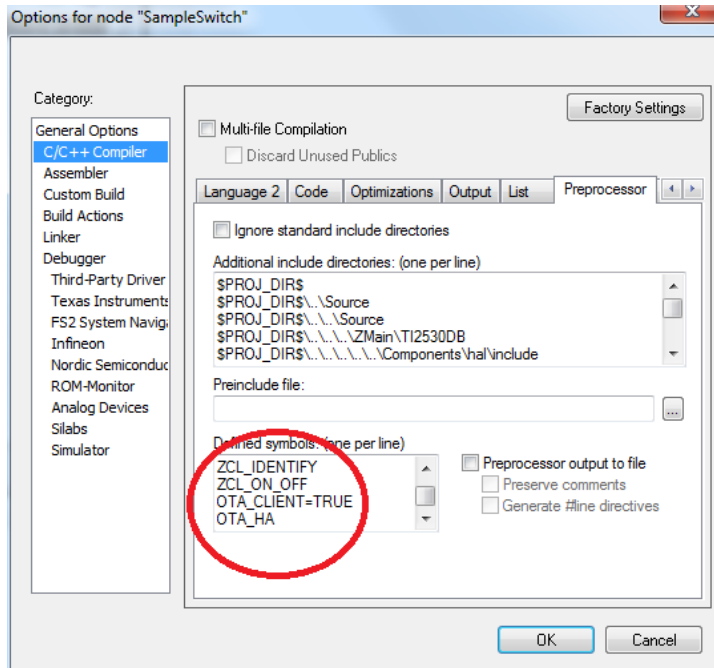 Options for node "SampleSwitch"
x
Category:
Factory Settings
General Options
C/C++ Compiler
Assembler
Custom Build
Build Actions
Linker
Debugger
Third-Party Driver
Texas Instruments
FS2 System Naviga
Infineon
Nordic Semiconduc
ROM-Monitor
Analog Devices
Silabs
Simulator
Multi-file Compilation
Discard Unused Publics
Language 2 Code Optimizations Output List Preprocessor
Ignore standard include directories
Additional include directories: (one per line)
$PROJ_DIR$
$PROJ_DIR$\..\Source
$PROJ_DIR$\..\..\Source
$PROJ_DIR$\..\..\..\ZMain\TI2530DB
$PROJ_DIR$\..\..\..\..\..\Components\hal\include
Preinclude file:
...
Defined symbols: (one per line)
ZCL_IDENTIFY
ZCL_ON_OFF
OTA_CLIENT=TRUE
OTA_HA
Preprocessor output to file
Preserve comments
Generate #line directives
OK
Cancel